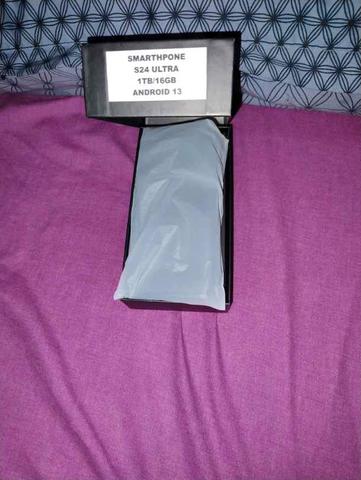 SMARTHPONE
S24 ULTRA
1TB/16GB
ANDROID 13